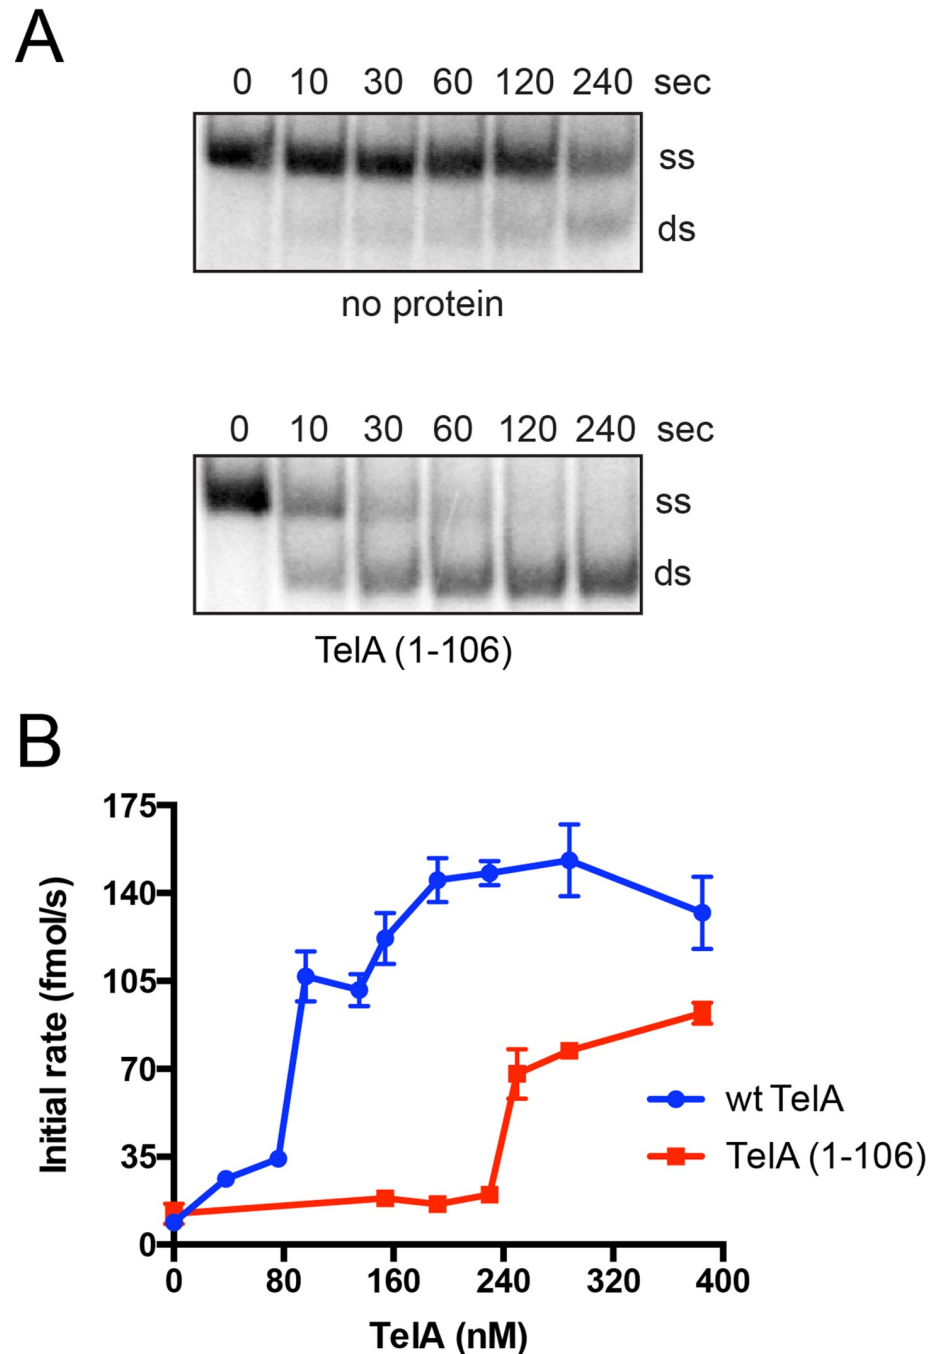 A
0 10 30 60 120 240 sec
ss
ds
no protein
0 10 30 60 120 240 sec
ss
ds
TelA (1-106)
B
175
140
105
70
35
0
Initial rate (fmol/s)
wt TelA
TelA (1-106)
0 80 160 240 320 400
TelA (nM)